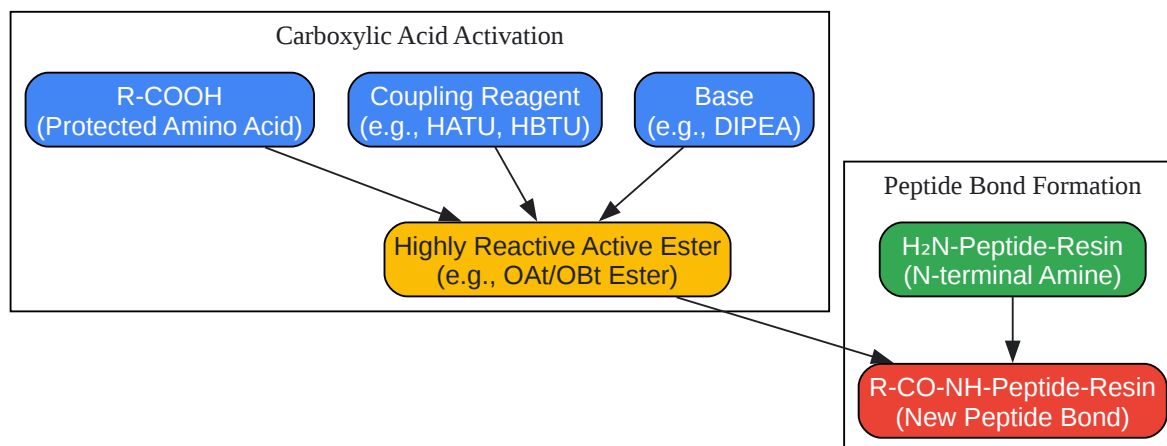 Carboxylic Acid Activation
R-COOH
(Protected Amino Acid)
Coupling Reagent
(e.g., HATU, HBTU)
Base
(e.g., DIPEA)
Highly Reactive Active Ester
(e.g., OAt/OBt Ester)
Peptide Bond Formation
H₂N-Peptide-Resin
(N-terminal Amine)
R-CO-NH-Peptide-Resin
(New Peptide Bond)